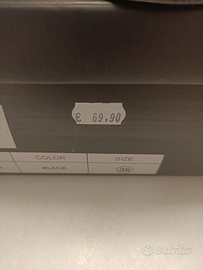 € 69,90
COLOR SIZE
BLACK
subito